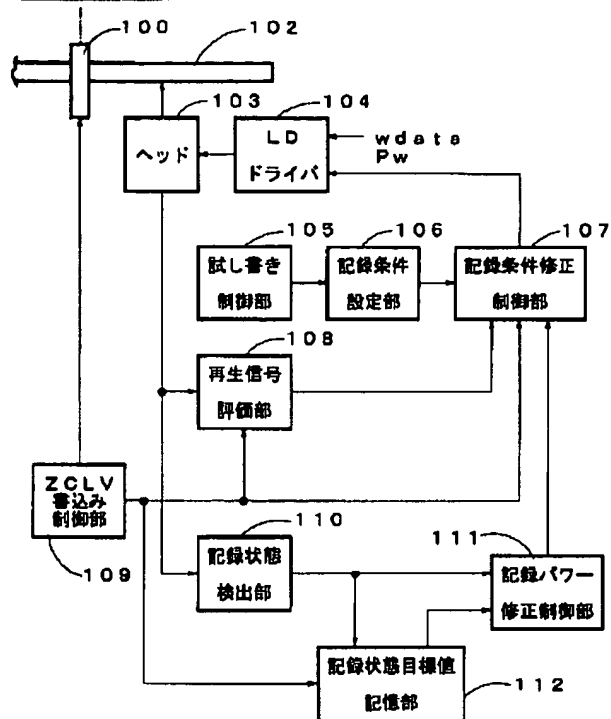 100
102
103
104
ヘッド
LD
ドライバ
wdata
Pw
105
106
107
試し書き
制御部
記録条件
設定部
記録条件修正
制御部
108
再生信号
評価部
ZCLV
書込み
制御部
109
110
記録状態
検出部
111
記録パワー
修正制御部
記録状態目標値
記憶部
112